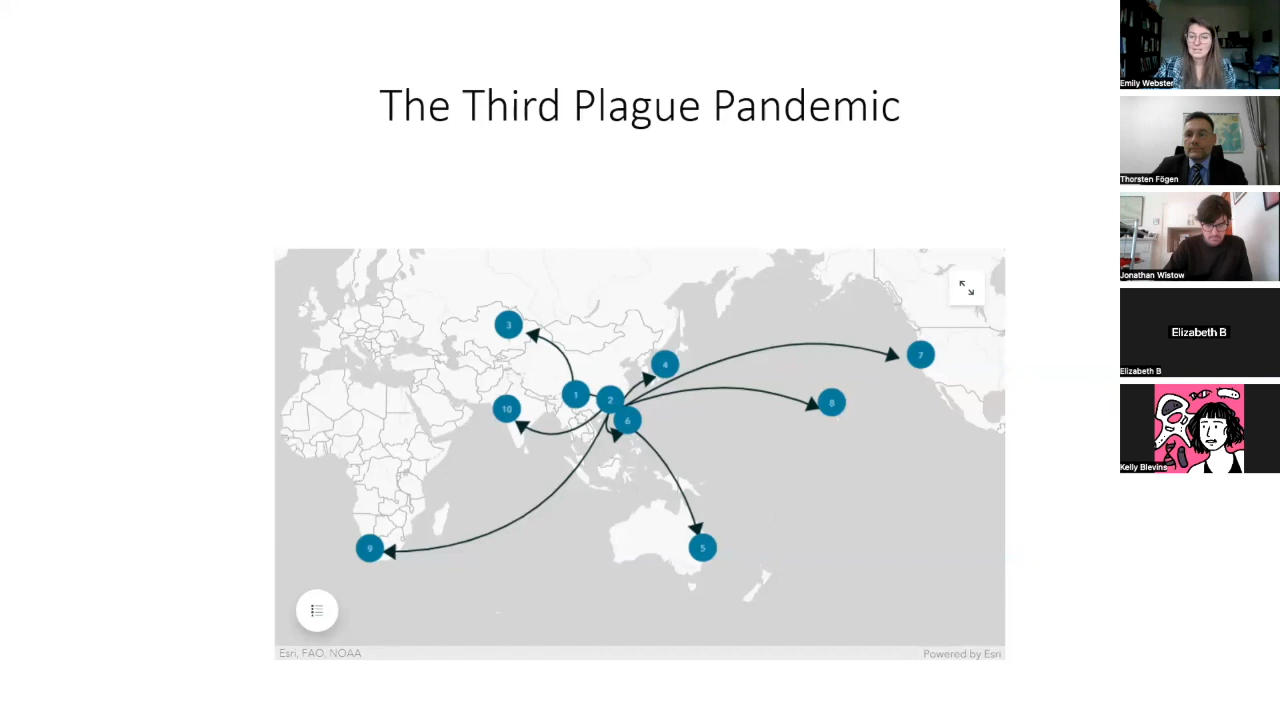 The Third Plague Pandemic
3
4
7
1
2
8
10
6
9
5
Esri, FAO, NOAA
Powered by Esri
Emily Webster
Thorsten Fögen
Jonathan Wistow
Elizabeth B
Elizabeth B
Kelly Blevins